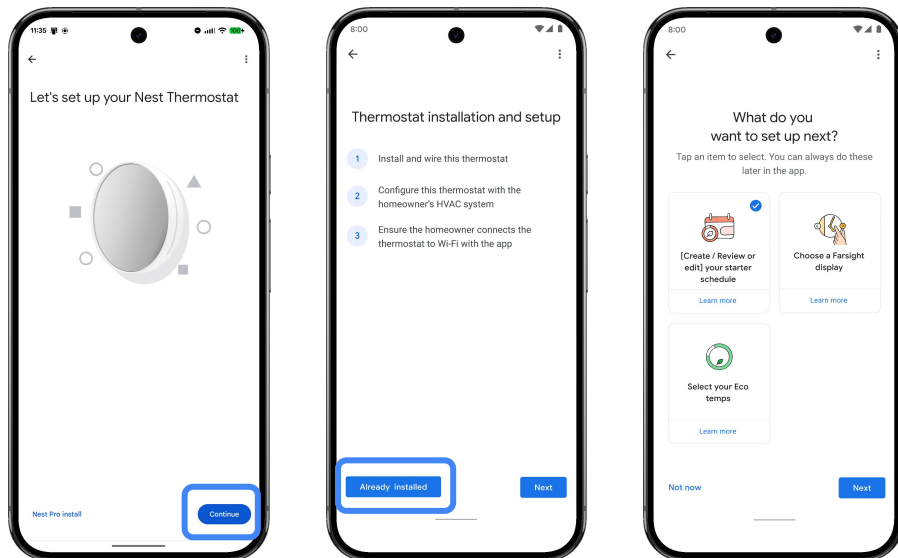 11:35
100+
Let's set up your Nest Thermostat
Nest Pro install
Continue
8:00
Thermostat installation and setup
1 Install and wire this thermostat
2 Configure this thermostat with the
homeowner's HVAC system
3 Ensure the homeowner connects the
thermostat to Wi-Fi with the app
Already installed
Next
8:00
What do you
want to set up next?
Tap an item to select. You can always do these
later in the app.
[Create / Review or
edit] your starter
schedule
Learn more
Choose a Farsight
display
Learn more
Select your Eco
temps
Learn more
Not now
Next